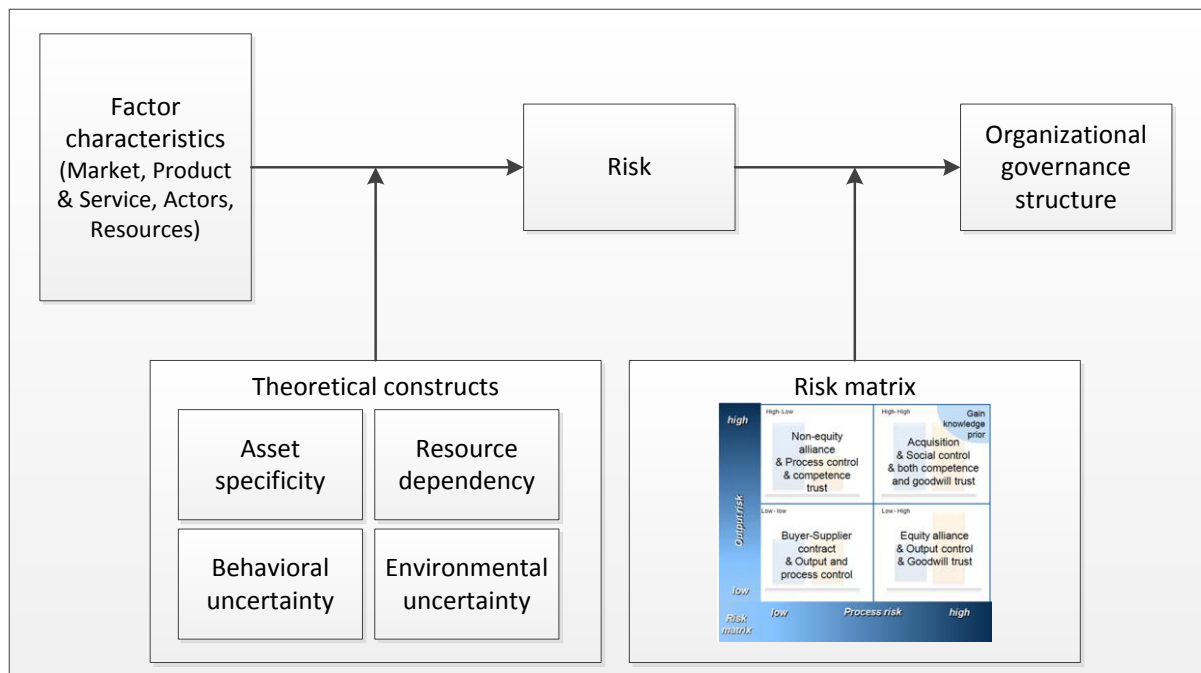 Factor
characteristics
(Market, Product
& Service, Actors,
Resources)
Risk
Organizational
governance
structure
Theoretical constructs
Asset
specificity
Resource
dependency
Behavioral
uncertainty
Environmental
uncertainty
Risk matrix
high
Output risk
low
Risk
matrix
High-Low
Non-equity
alliance
& Process control
& competence
trust
High-High
Gain
knowledge
prior
Acquisition
& Social control
& both competence
and goodwill trust
Low - low
Buyer-Supplier
contract
& Output and
process control
Low - High
Equity alliance
& Output control
& Goodwill trust
low
Process risk
high